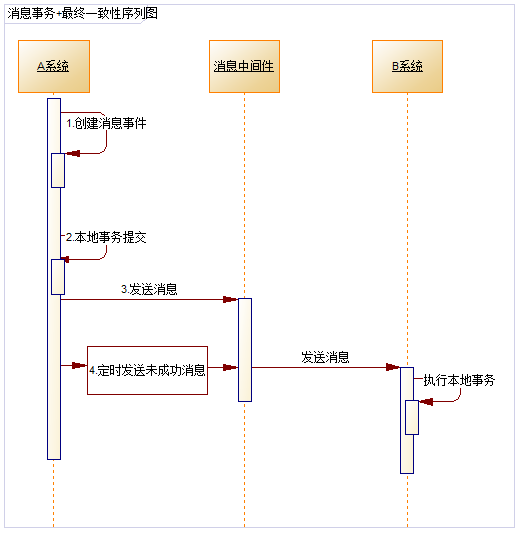 消息事务+最终一致性序列图
A系统
消息中间件
B系统
1.创建消息事件
2.本地事务提交
3.发送消息
发送消息
4.定时发送未成功消息
执行本地事务